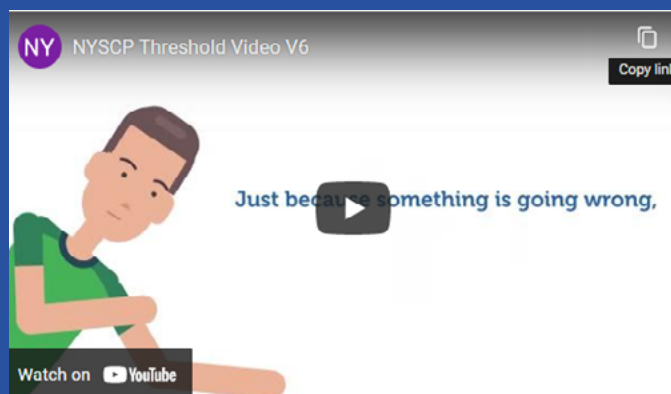 NY NYSCP Threshold Video V6
Copy link
Just because something is going wrong,
Watch on YouTube